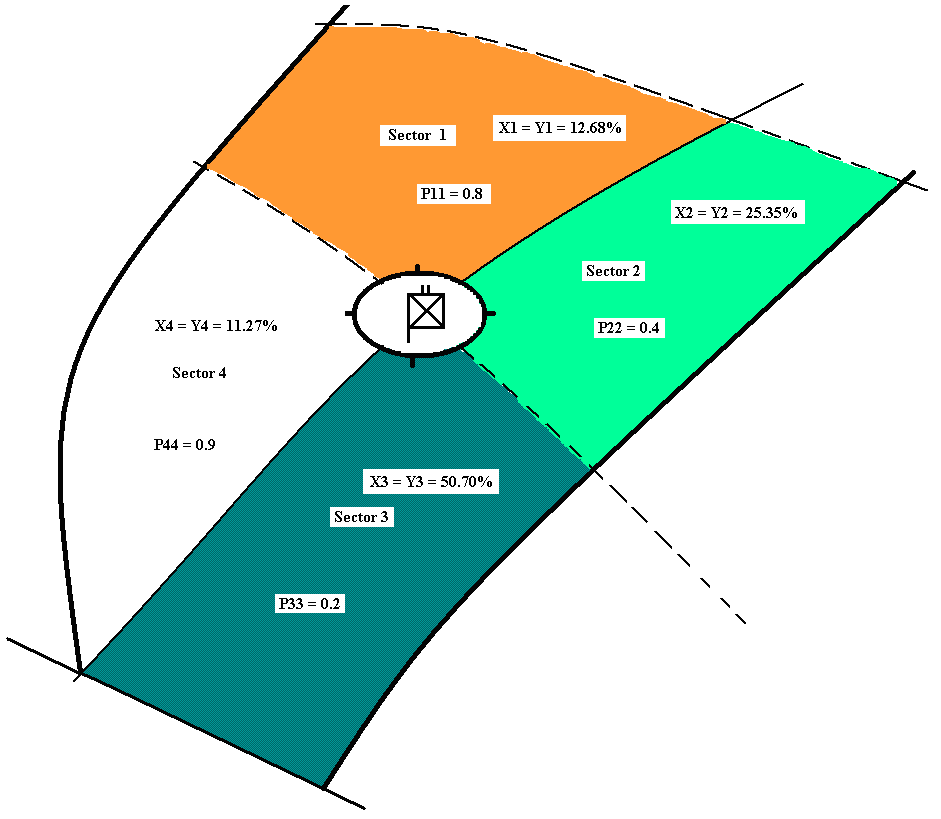 Sector 1
X1 = Y1 = 12.68%
P11 = 0.8
X2 = Y2 = 25.35%
Sector 2
P22 = 0.4
X4 = Y4 = 11.27%
Sector 4
P44 = 0.9
X3 = Y3 = 50.70%
Sector 3
P33 = 0.2